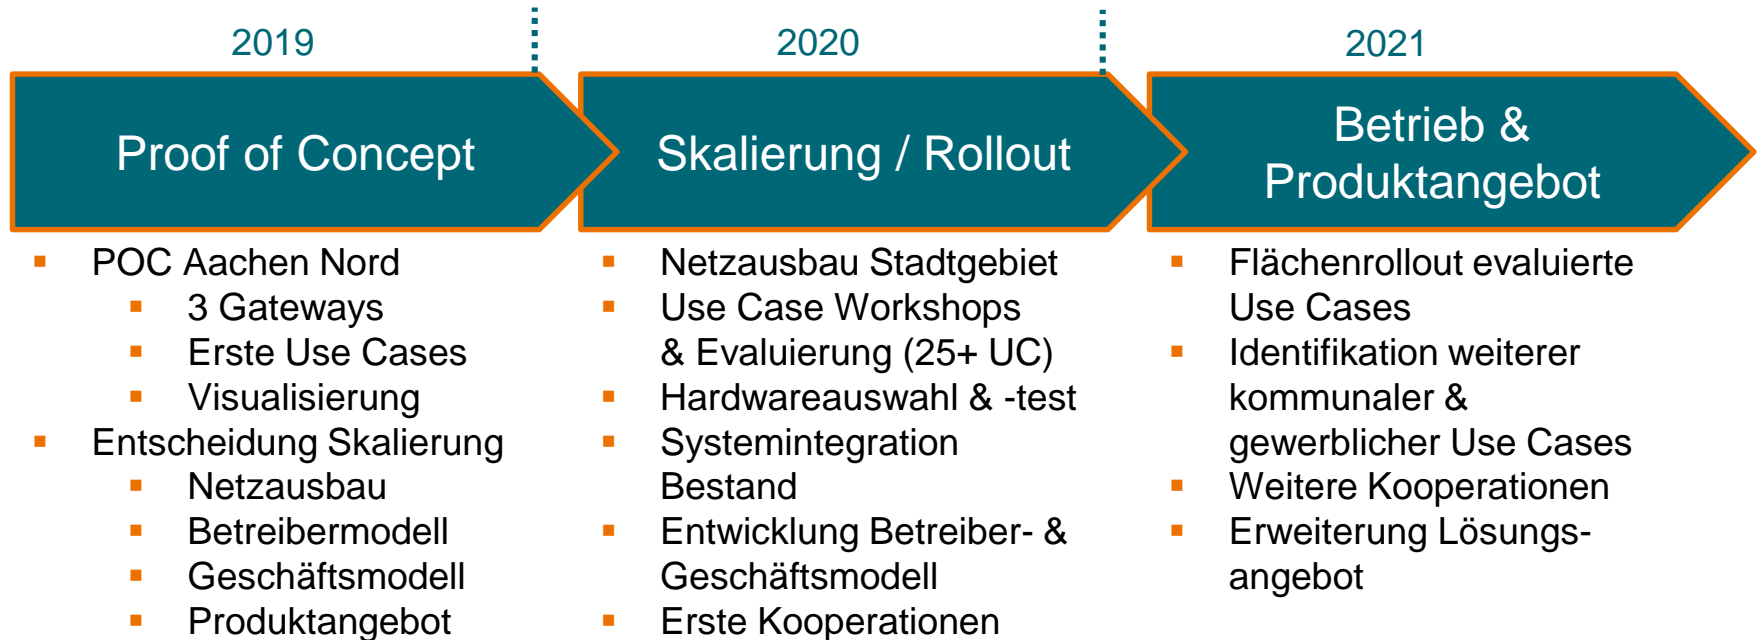 2019
Proof of Concept
POC Aachen Nord
3 Gateways
Erste Use Cases
Visualisierung
Entscheidung Skalierung
Netzausbau
Betreibermodell
Geschäftsmodell
Produktangebot
2020
Skalierung / Rollout
Netzausbau Stadtgebiet
Use Case Workshops
& Evaluierung (25+ UC)
Hardwareauswahl & -test
Systemintegration
Bestand
Entwicklung Betreiber- &
Geschäftsmodell
Erste Kooperationen
2021
Betrieb &
Produktangebot
Flächenrollout evaluierte
Use Cases
Identifikation weiterer
kommunaler &
gewerblicher Use Cases
Weitere Kooperationen
Erweiterung Lösungs-
angebot